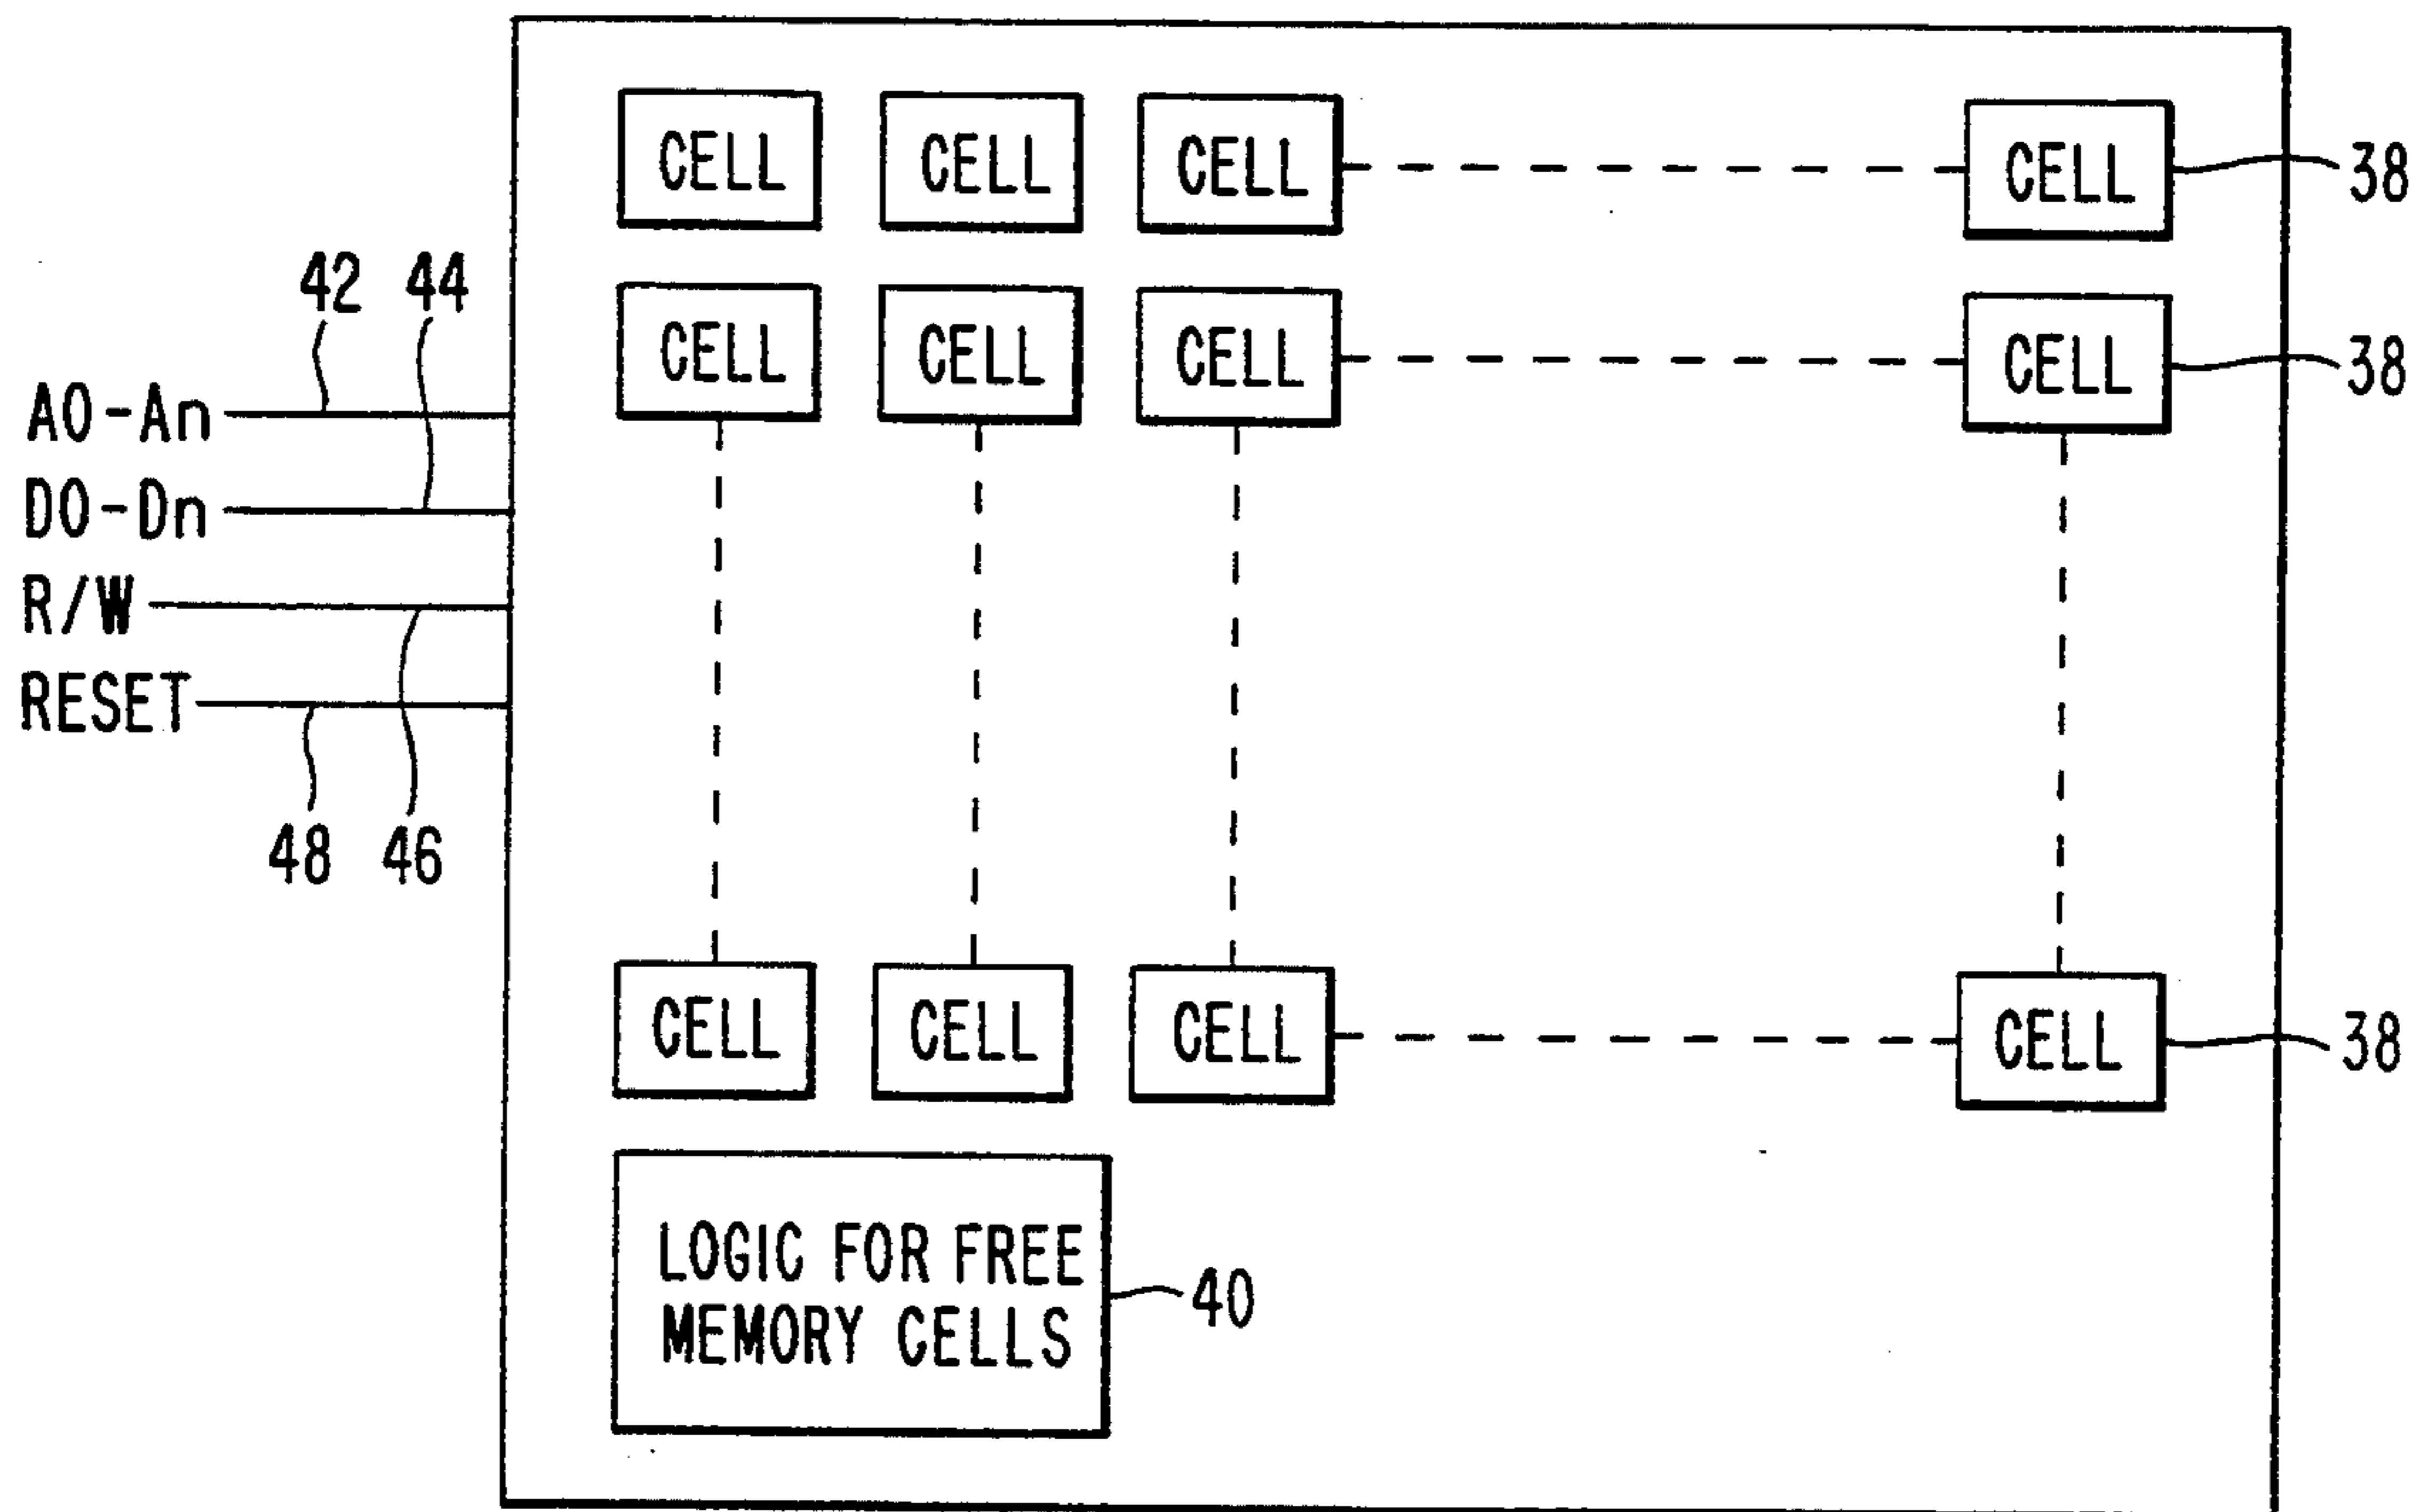 CELL CELL CELL CELL 38
42 44
CELL CELL CELL CELL 38
A0-An
D0-Dn
R/W
RESET
48 46
CELL CELL CELL CELL 38
LOGIC FOR FREE
MEMORY CELLS
40